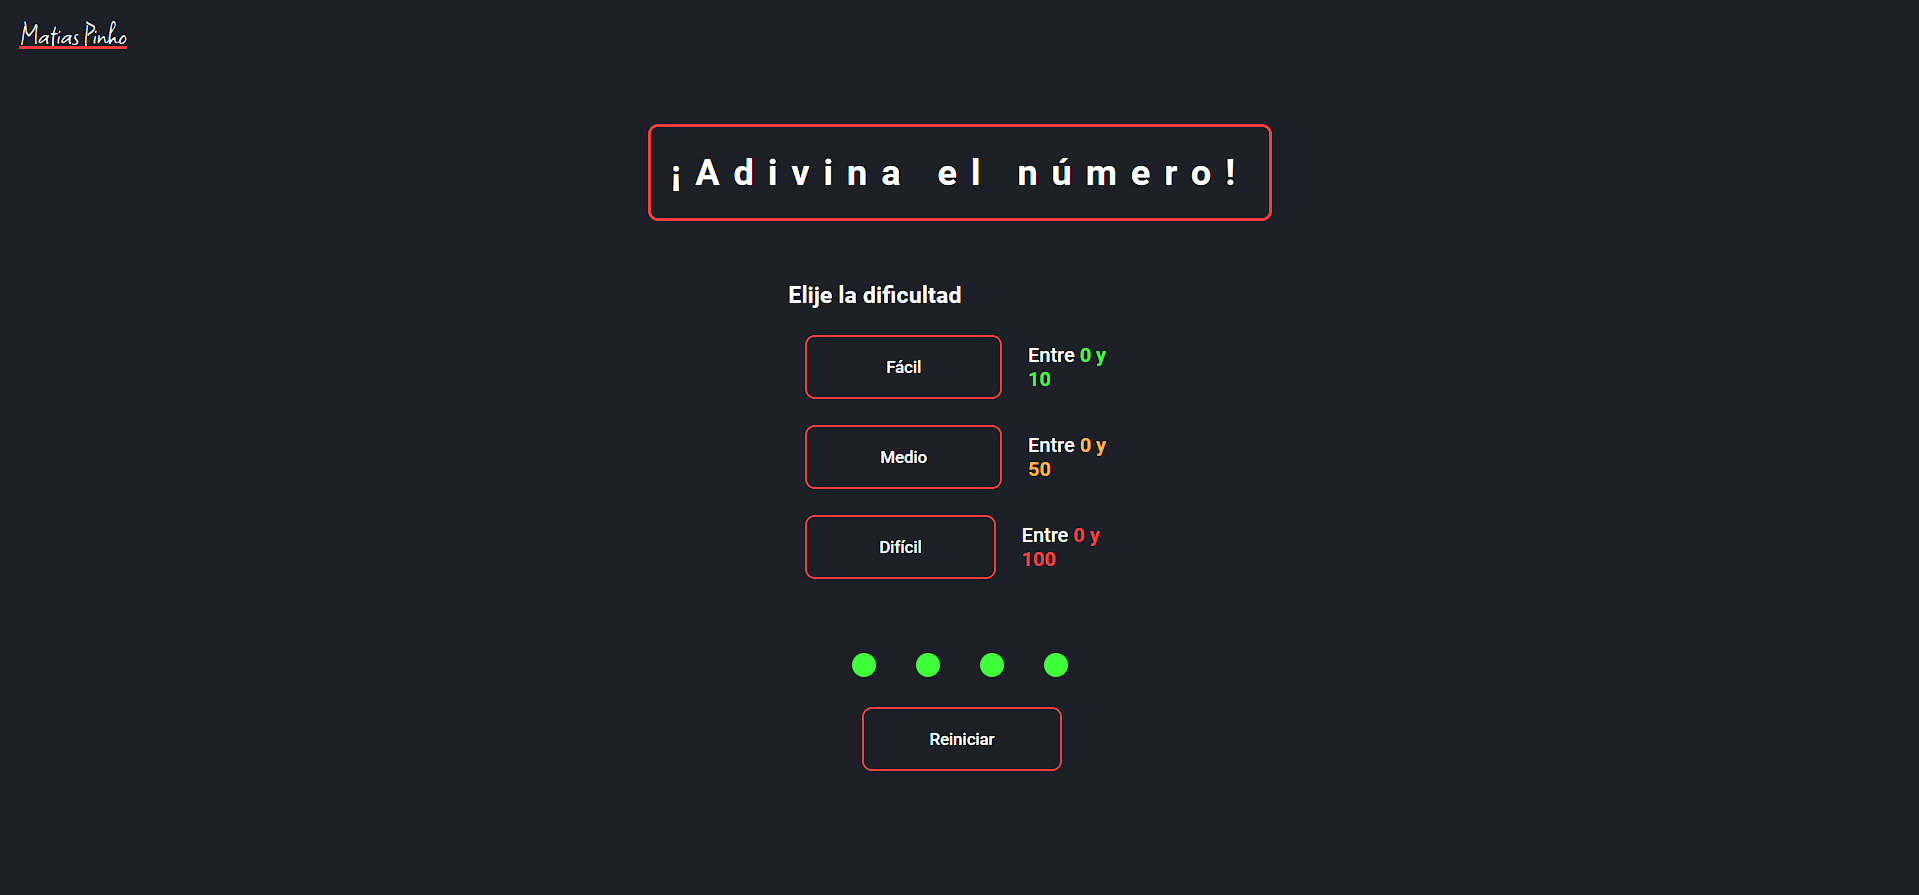 Matias Pinho
¡Adivina el número!
Elije la dificultad
Fácil
Entre 0 y
10
Medio
Entre 0 y
50
Difícil
Entre 0 y
100
Reiniciar